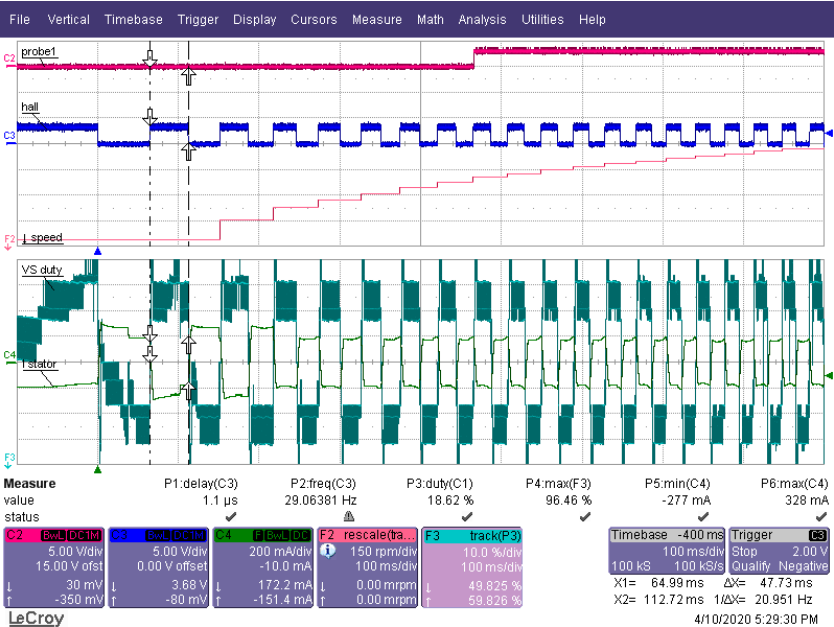 File Vertical Timebase Trigger Display Cursors Measure Math Analysis Utilities Help
C2 probe1
hall
C3
F2 speed
VS duty
C4
I stator
F3
Measure P1:delay(C3) P2:freq(C3) P3:duty(C1) P4:max(F3) P5:min(C4) P6:max(C4)
value 1.1 µs 29.06381 Hz 18.62 % 96.46 % -277 mA 328 mA
status
C2 BwL DC1M C3 BwL DC1M C4 F BwL DC F2 rescale(tra... F3 track(P3) Timebase -400 ms Trigger C3
5.00 V/div 5.00 V/div 200 mA/div 150 rpm/div 10.0 %/div 100 ms/div Stop 2.00 V
15.00 V ofst 0.00 V offset -10.0 mA 100 ms/div 100 ms/div 100 kS 100 kS/s Qualify Negative
30 mV 3.68 V 172.2 mA 0.00 mrpm 49.825 % X1= 64.99 ms ΔX= 47.73 ms
-350 mV -80 mV -151.4 mA 0.00 mrpm 59.826 % X2= 112.72 ms 1/ΔX= 20.951 Hz
LeCroy 4/10/2020 5:29:30 PM